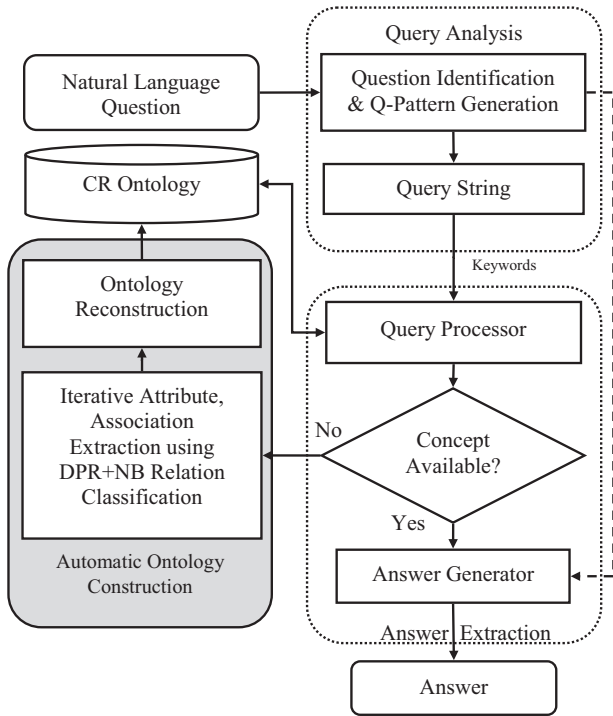 Query Analysis
Natural Language
Question
Question Identification
& Q-Pattern Generation
CR Ontology
Query String
Keywords
Ontology
Reconstruction
Query Processor
Iterative Attribute,
Association
Extraction using
DPR+NB Relation
Classification
No
Concept
Available?
Yes
Automatic Ontology
Construction
Answer Generator
Answer Extraction
Answer